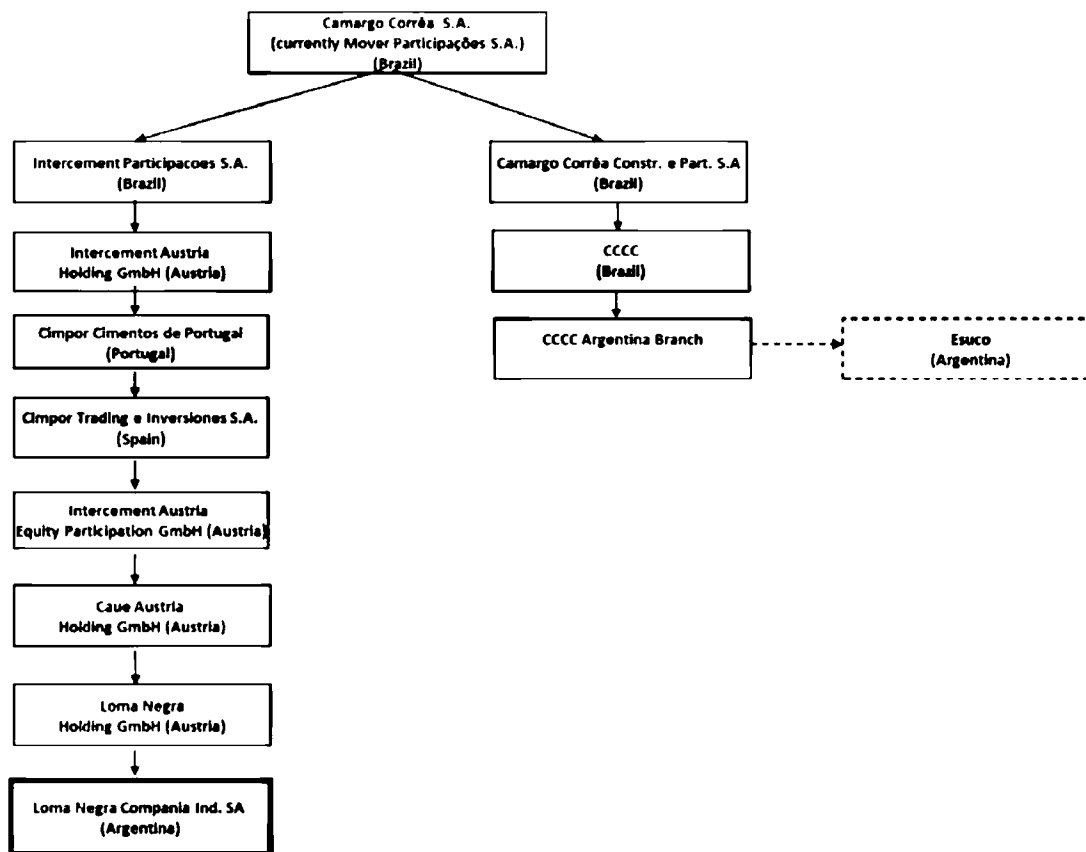 Camargo Corrêa S.A.
(currently Mover Participações S.A.)
(Brazil)
Intercement Participacoes S.A.
(Brazil)
Camargo Corrêa Constr. e Part. S.A
(Brazil)
Intercement Austria
Holding GmbH (Austria)
CCCC
(Brazil)
Cimpor Cimentos de Portugal
(Portugal)
CCCC Argentina Branch
Esuco
(Argentina)
Cimpor Trading e Inversiones S.A.
(Spain)
Intercement Austria
Equity Participation GmbH (Austria)
Caue Austria
Holding GmbH (Austria)
Loma Negra
Holding GmbH (Austria)
Loma Negra Compania Ind. SA
(Argentina)